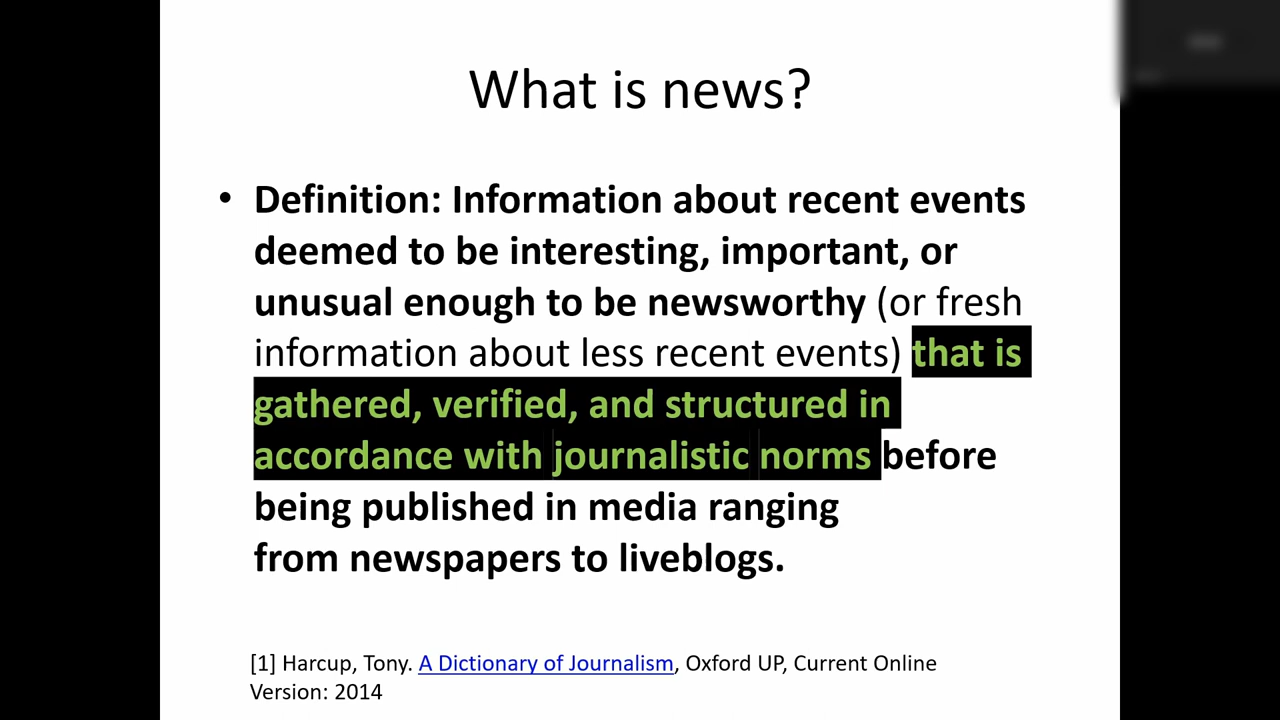 What is news?
• Definition: Information about recent events
deemed to be interesting, important, or
unusual enough to be newsworthy (or fresh
information about less recent events) that is
gathered, verified, and structured in
accordance with journalistic norms before
being published in media ranging
from newspapers to liveblogs.
[1] Harcup, Tony. A Dictionary of Journalism, Oxford UP, Current Online
Version: 2014